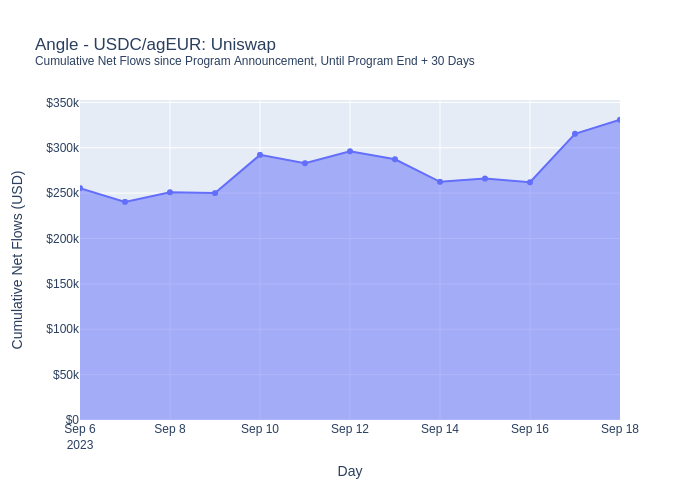 Angle - USDC/agEUR: Uniswap
Cumulative Net Flows since Program Announcement, Until Program End + 30 Days
Cumulative Net Flows (USD)
$350k
$300k
$250k
$200k
$150k
$100k
$50k
$0
Sep 6 Sep 8 Sep 10 Sep 12 Sep 14 Sep 16 Sep 18
2023
Day